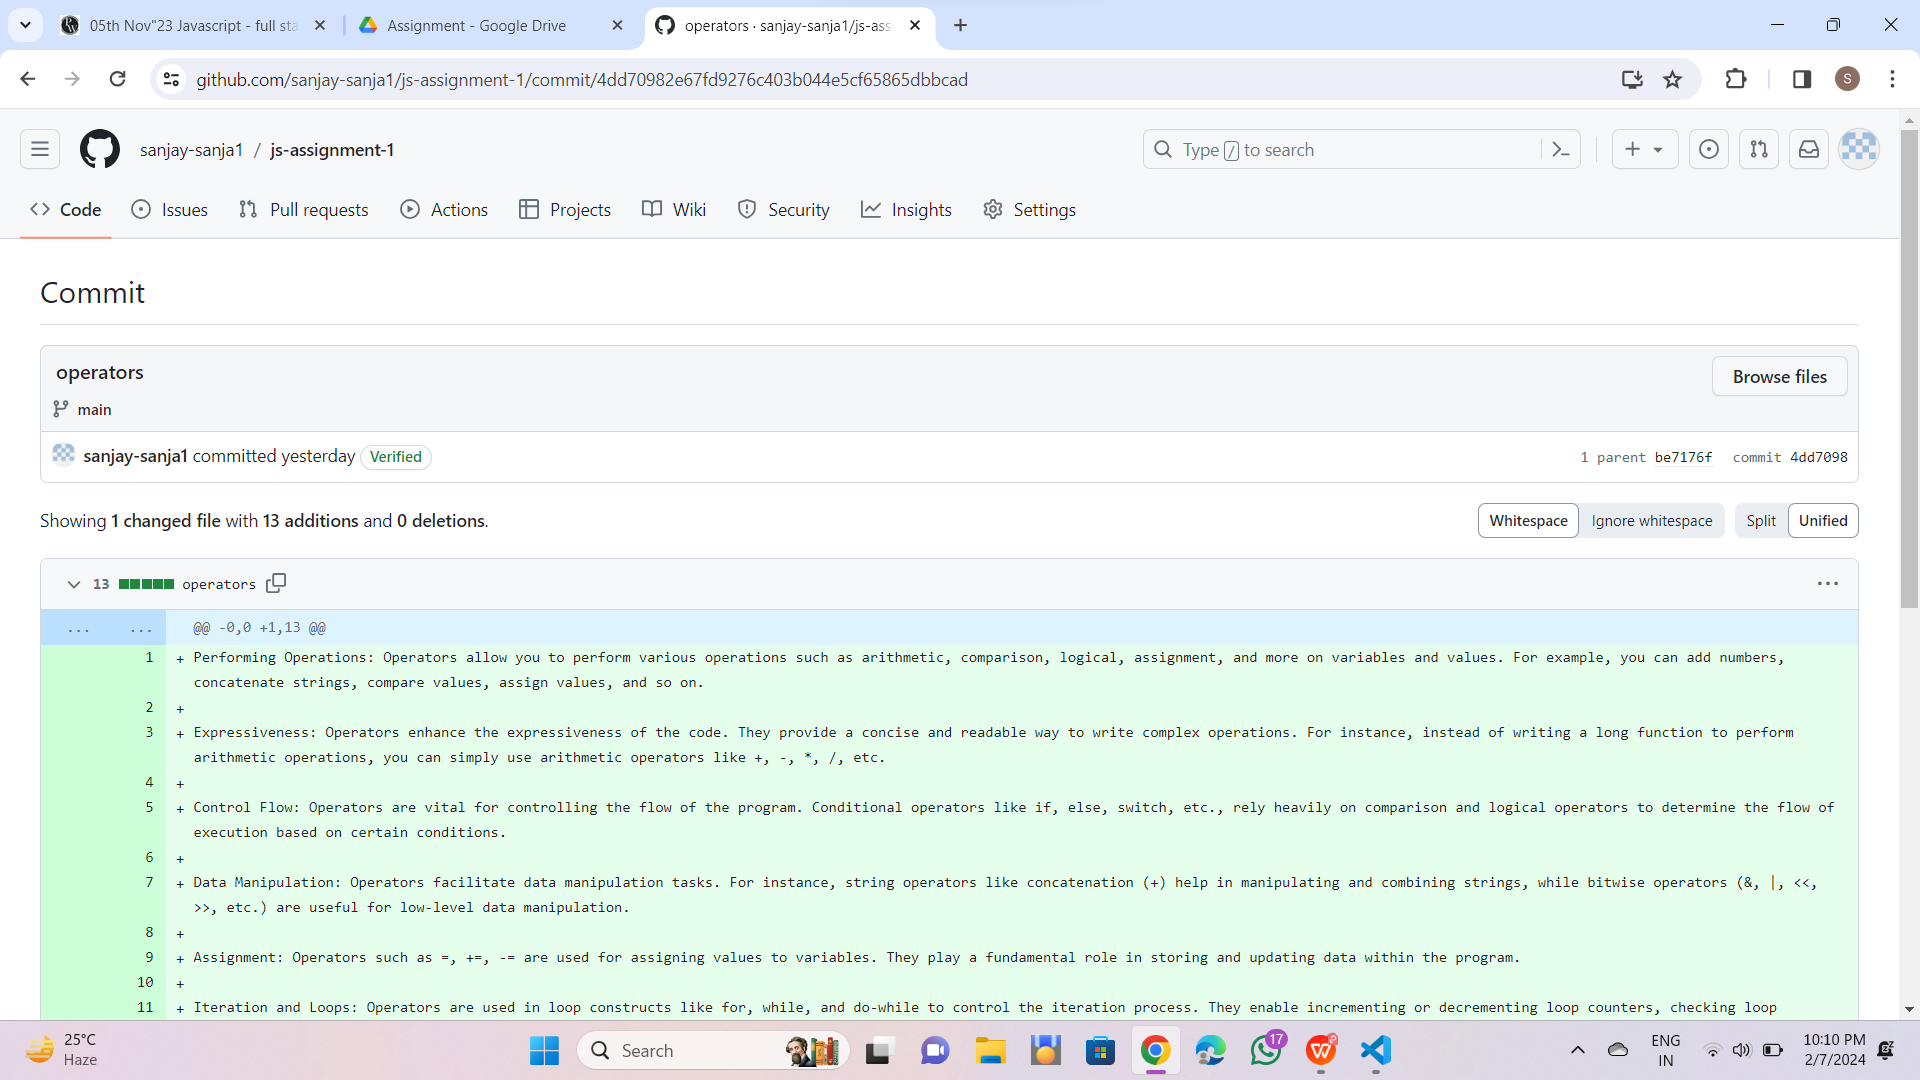 05th Nov"23 Javascript - full sta
Assignment - Google Drive
operators · sanjay-sanja1/js-ass
github.com/sanjay-sanja1/js-assignment-1/commit/4dd70982e67fd9276c403b044e5cf65865dbbcad
S
sanjay-sanja1 / js-assignment-1
Type / to search
Code Issues Pull requests Actions Projects Wiki Security Insights Settings
Commit
operators
Browse files
main
sanjay-sanja1 committed yesterday Verified
1 parent be7176f commit 4dd7098
Showing 1 changed file with 13 additions and 0 deletions.
Whitespace Ignore whitespace Split Unified
13 operators
... ... @@ -0,0 +1,13 @@
1 + Performing Operations: Operators allow you to perform various operations such as arithmetic, comparison, logical, assignment, and more on variables and values. For example, you can add numbers,
concatenate strings, compare values, assign values, and so on.
2 +
3 + Expressiveness: Operators enhance the expressiveness of the code. They provide a concise and readable way to write complex operations. For instance, instead of writing a long function to perform
arithmetic operations, you can simply use arithmetic operators like +, -, *, /, etc.
4 +
5 + Control Flow: Operators are vital for controlling the flow of the program. Conditional operators like if, else, switch, etc., rely heavily on comparison and logical operators to determine the flow of
execution based on certain conditions.
6 +
7 + Data Manipulation: Operators facilitate data manipulation tasks. For instance, string operators like concatenation (+) help in manipulating and combining strings, while bitwise operators (&, |, <<,
>>, etc.) are useful for low-level data manipulation.
8 +
9 + Assignment: Operators such as =, +=, -= are used for assigning values to variables. They play a fundamental role in storing and updating data within the program.
10 +
11 + Iteration and Loops: Operators are used in loop constructs like for, while, and do-while to control the iteration process. They enable incrementing or decrementing loop counters, checking loop
25°C
Haze
Search
17
ENG
IN
10:10 PM
2/7/2024